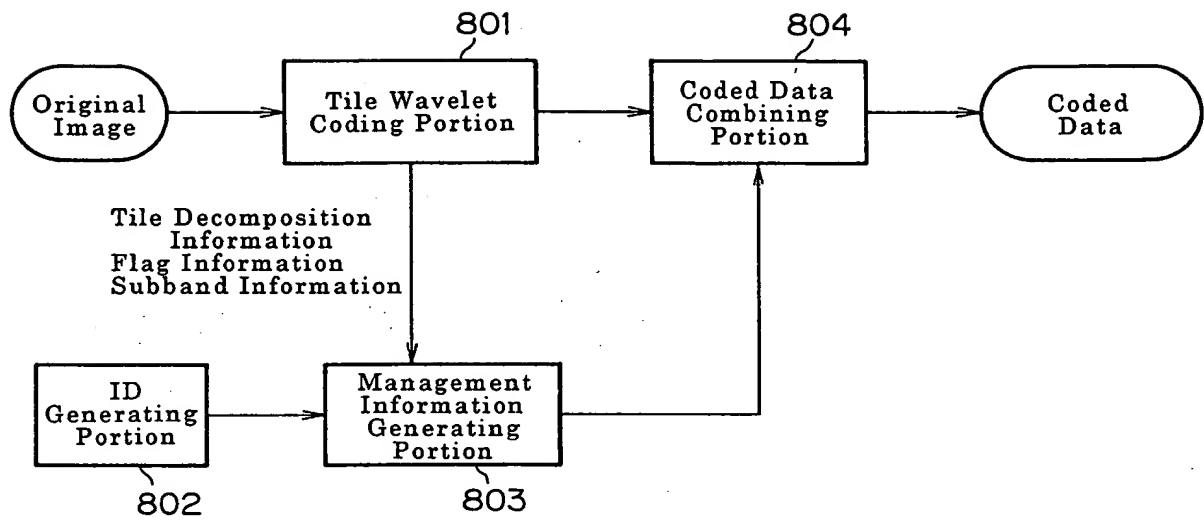 801
804
Original
Image
Tile Wavelet
Coding Portion
Coded Data
Combining
Portion
Coded
Data
Tile Decomposition
Information
Flag Information
Subband Information
ID
Generating
Portion
Management
Information
Generating
Portion
802
803